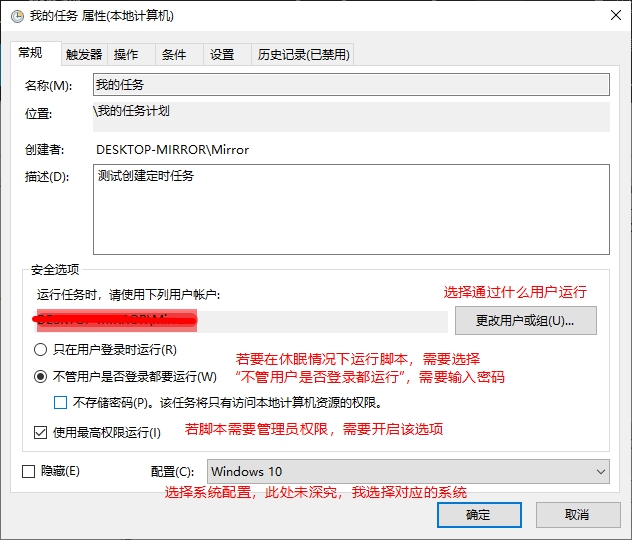 我的任务 属性(本地计算机)
常规 触发器 操作 条件 设置 历史记录(已禁用)
名称(M): 我的任务
位置: \我的任务计划
创建者: DESKTOP-MIRROR\Mirror
描述(D): 测试创建定时任务
安全选项
运行任务时，请使用下列用户帐户:
选择通过什么用户运行
更改用户或组(U)...
只在用户登录时运行(R)
若要在休眠情况下运行脚本，需要选择
不管用户是否登录都要运行(W)
“不管用户是否登录都运行”，需要输入密码
不存储密码(P)。该任务将只有访问本地计算机资源的权限。
使用最高权限运行(I)
若脚本需要管理员权限，需要开启该选项
隐藏(E) 配置(C): Windows 10
选择系统配置，此处未深究，我选择对应的系统
确定 取消